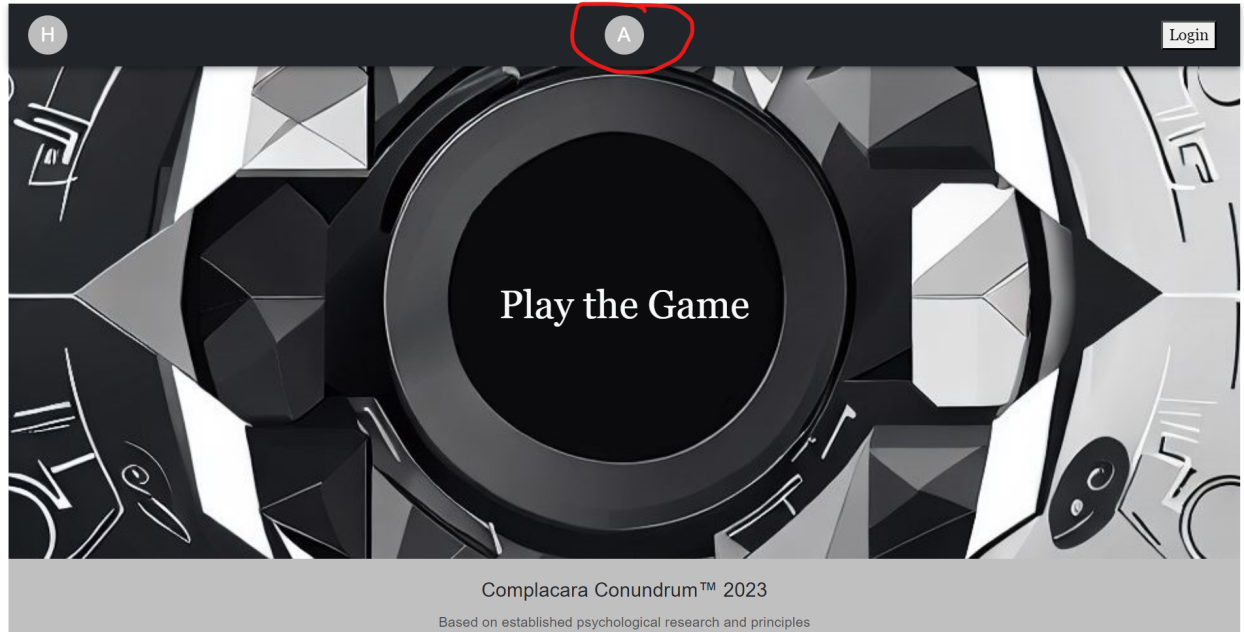 H
A
Login
Play the Game
Complacara Conundrum™ 2023
Based on established psychological research and principles